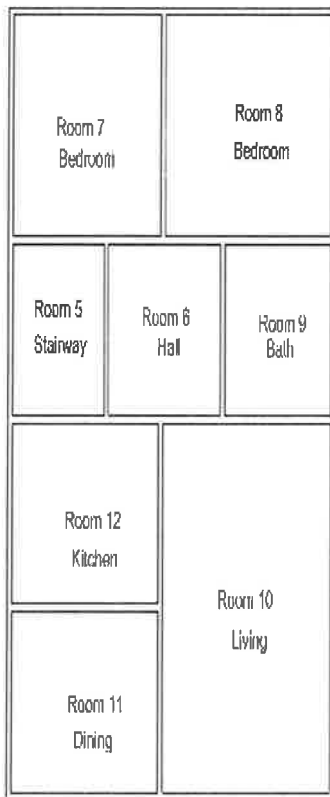 Room 7
Bedroom
Room 8
Bedroom
Room 5
Stairway
Room 6
Hall
Room 9
Bath
Room 12
Kitchen
Room 10
Living
Room 11
Dining